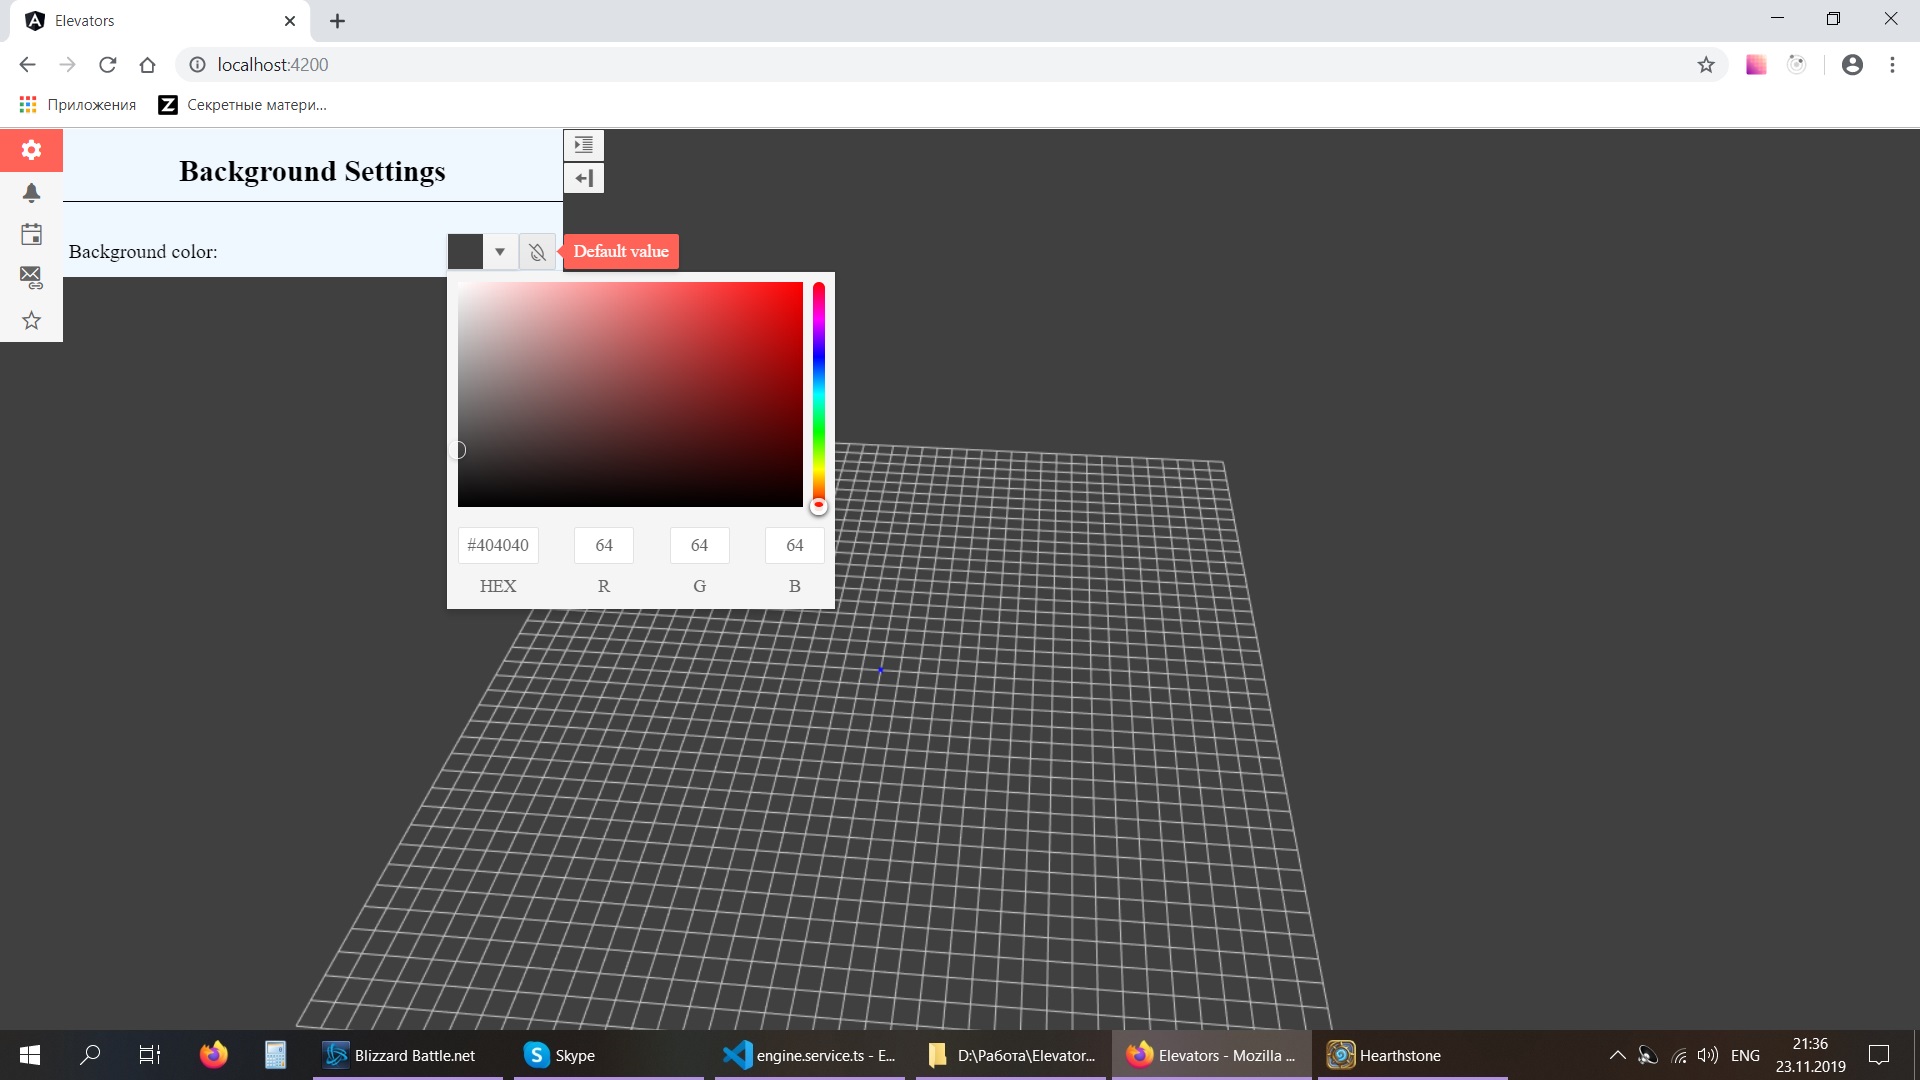 Elevators
localhost:4200
Приложения
Секретные матери...
Background Settings
Background color:
Default value
#404040 64 64 64
HEX R G B
Blizzard Battle.net
Skype
engine.service.ts - E...
D:\Работа\Elevator...
Elevators - Mozilla ...
Hearthstone
ENG
21:36
23.11.2019